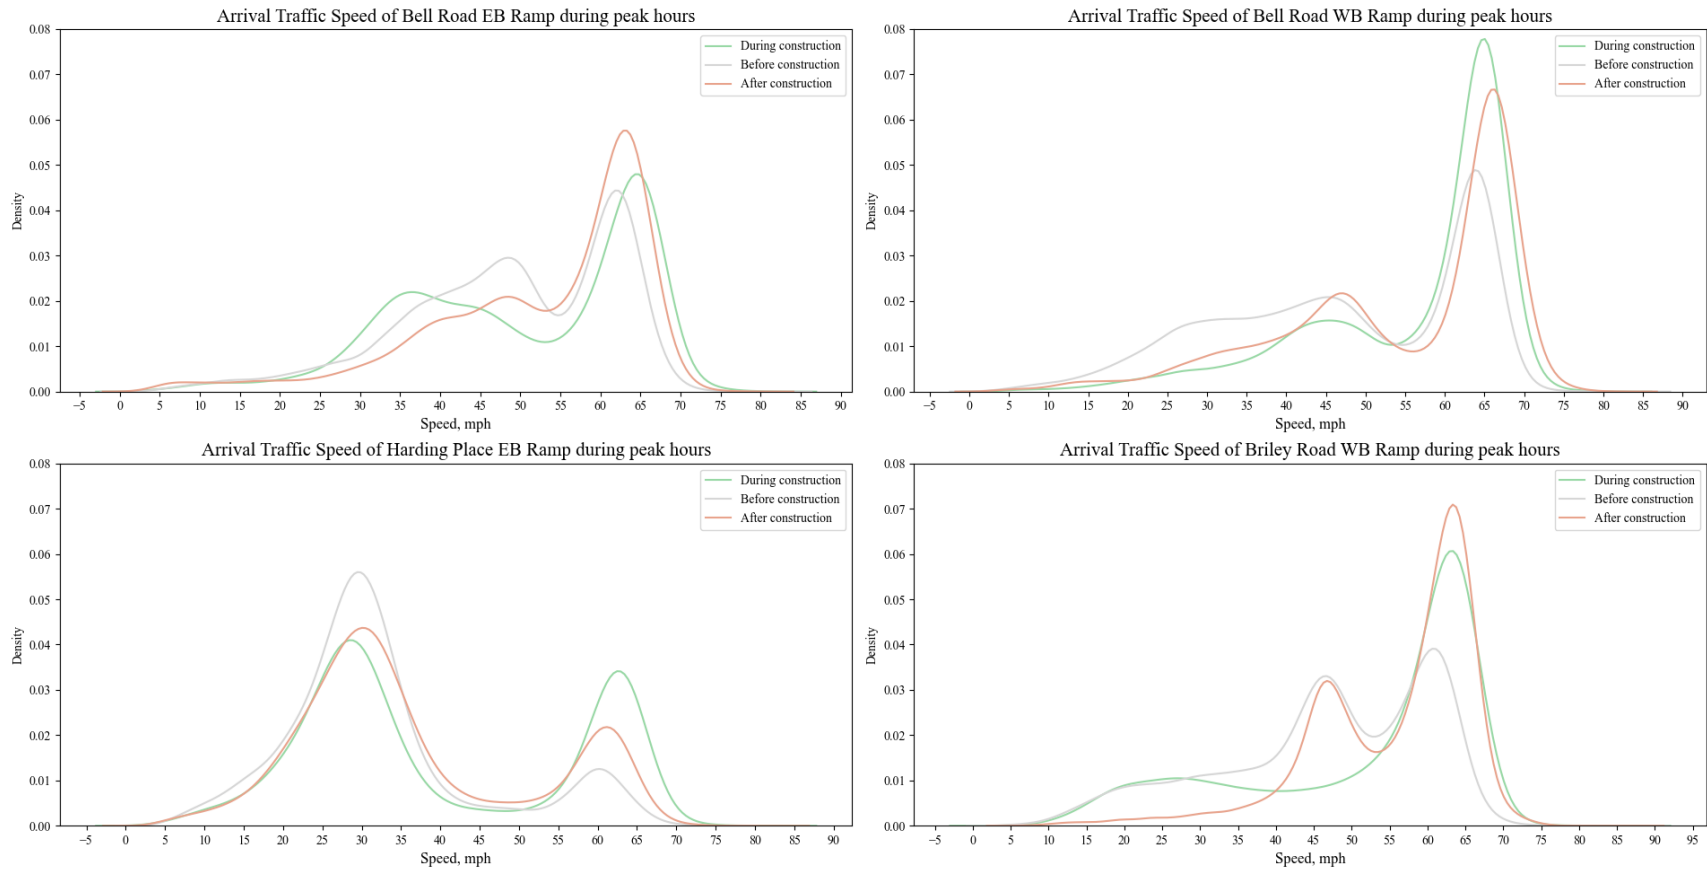 Arrival Traffic Speed of Bell Road EB Ramp during peak hours
0.08
0.07
0.06
0.05
0.04
0.03
0.02
0.01
0.00
Density
During construction
Before construction
After construction
−5 0 5 10 15 20 25 30 35 40 45 50 55 60 65 70 75 80 85 90
Speed, mph
Arrival Traffic Speed of Bell Road WB Ramp during peak hours
0.08
0.07
0.06
0.05
0.04
0.03
0.02
0.01
0.00
Density
During construction
Before construction
After construction
−5 0 5 10 15 20 25 30 35 40 45 50 55 60 65 70 75 80 85 90
Speed, mph
Arrival Traffic Speed of Harding Place EB Ramp during peak hours
0.08
0.07
0.06
0.05
0.04
0.03
0.02
0.01
0.00
Density
During construction
Before construction
After construction
−5 0 5 10 15 20 25 30 35 40 45 50 55 60 65 70 75 80 85 90
Speed, mph
Arrival Traffic Speed of Briley Road WB Ramp during peak hours
0.08
0.07
0.06
0.05
0.04
0.03
0.02
0.01
0.00
Density
During construction
Before construction
After construction
−5 0 5 10 15 20 25 30 35 40 45 50 55 60 65 70 75 80 85 90 95
Speed, mph